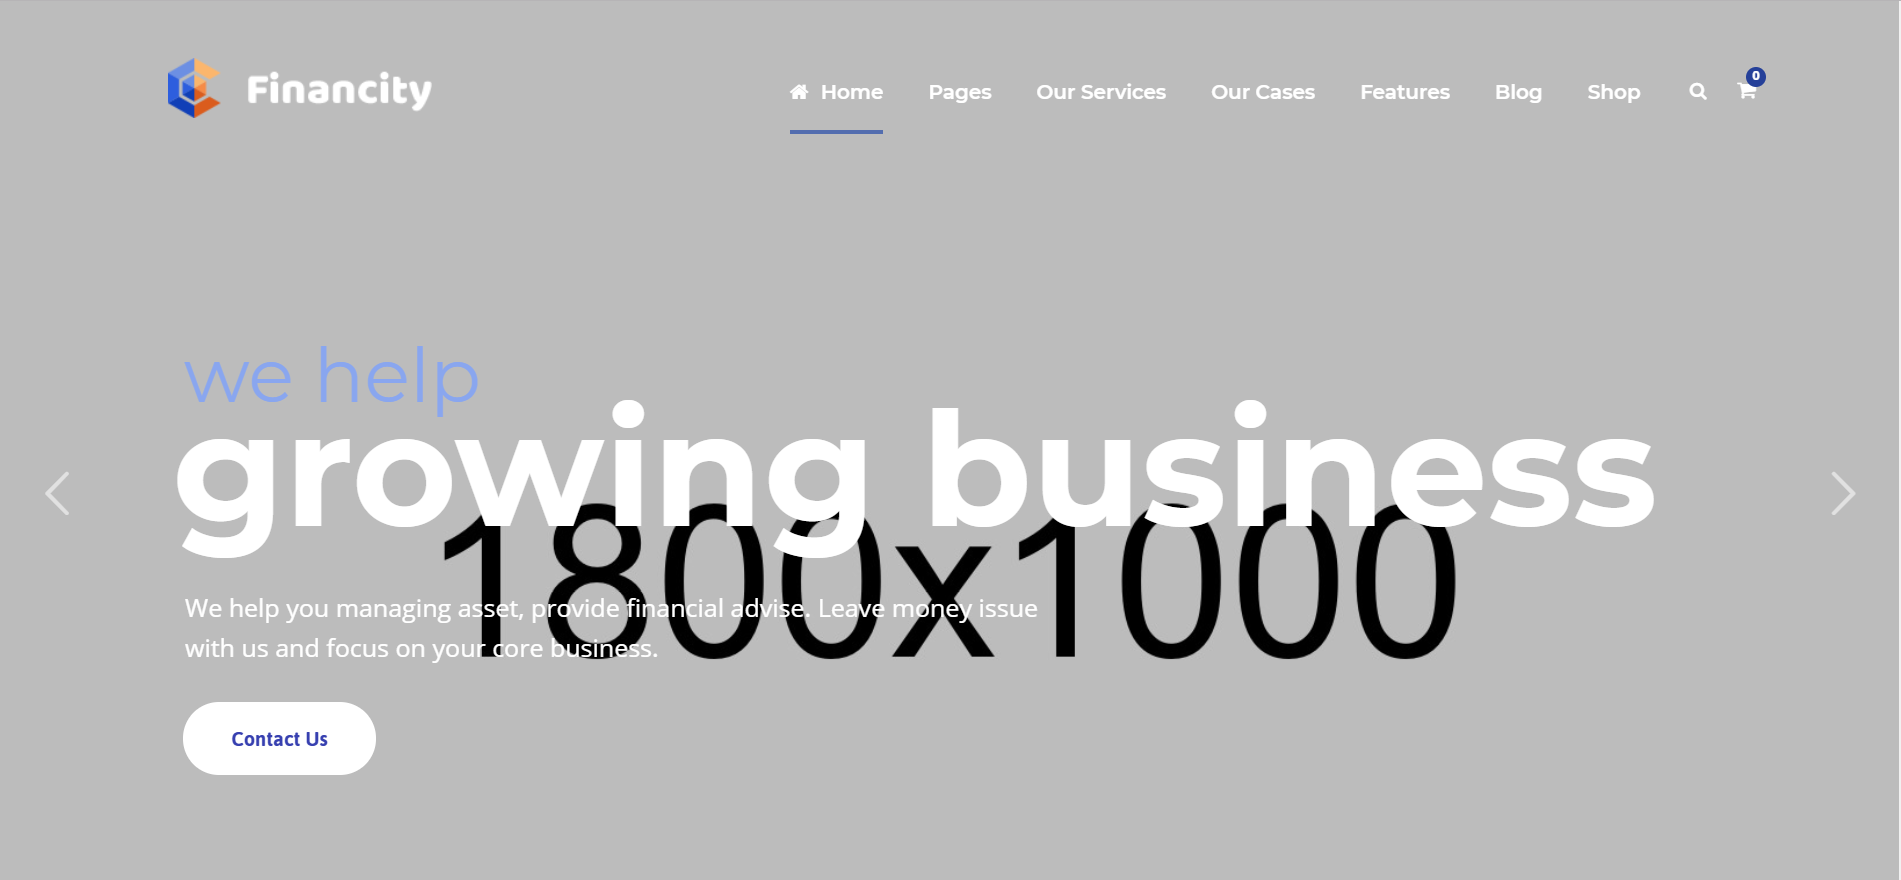 Financity
Home Pages Our Services Our Cases Features Blog Shop 0
we help
growing business
1800x1000
We help you managing asset, provide financial advise. Leave money issue
with us and focus on your core business.
Contact Us